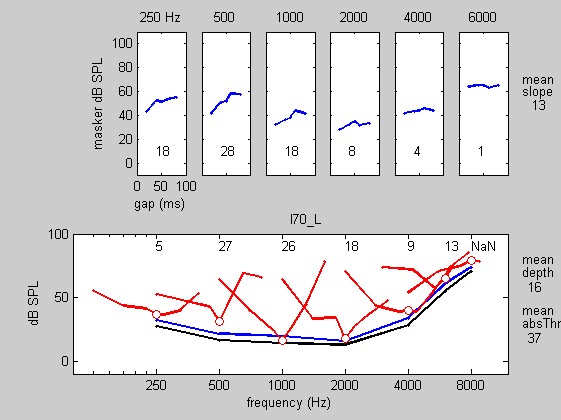 250 Hz 500 1000 2000 4000 6000
100
80
60
40
20
0
masker dB SPL
18 28 18 8 4 1
mean
slope
13
0 50 100
gap (ms)
I70_L
100
50
0
dB SPL
5 27 26 18 9 13 NaN
mean
depth
16
mean
absThr
37
250 500 1000 2000 4000 8000
frequency (Hz)